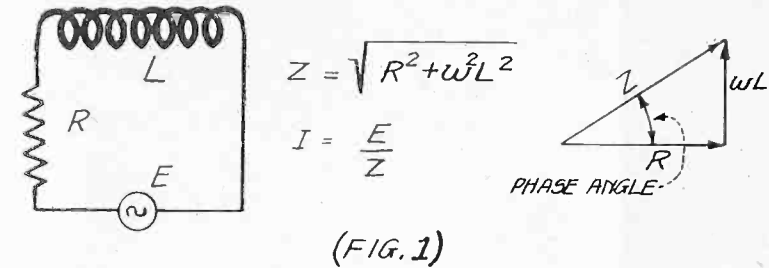 L
R
E
Z = √R² + ω²L²
I = E/Z
Z
ωL
R
PHASE ANGLE
(FIG. 1)